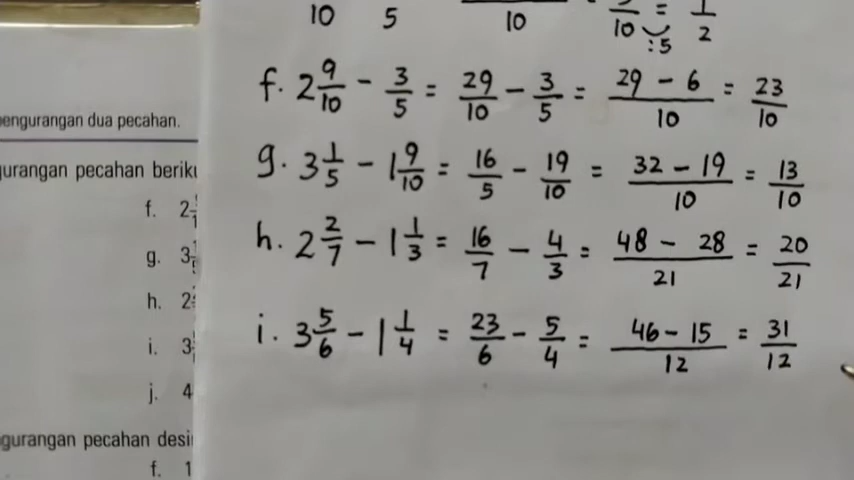 10 5 10 10 = 1/2
:5
engurangan dua pecahan.
gurangan pecahan
f. 2
g. 3
h. 2
i. 3
j. 4
gurangan pecahan
f. 1
f. 2 9/10 - 3/5 = 29/10 - 3/5 = 29 - 6/10 = 23/10
g. 3 1/5 - 1 9/10 = 16/5 - 19/10 = 32 - 19/10 = 13/10
h. 2 2/7 - 1 1/3 = 16/7 - 4/3 = 48 - 28/21 = 20/21
i. 3 5/6 - 1 1/4 = 23/6 - 5/4 = 46 - 15/12 = 31/12